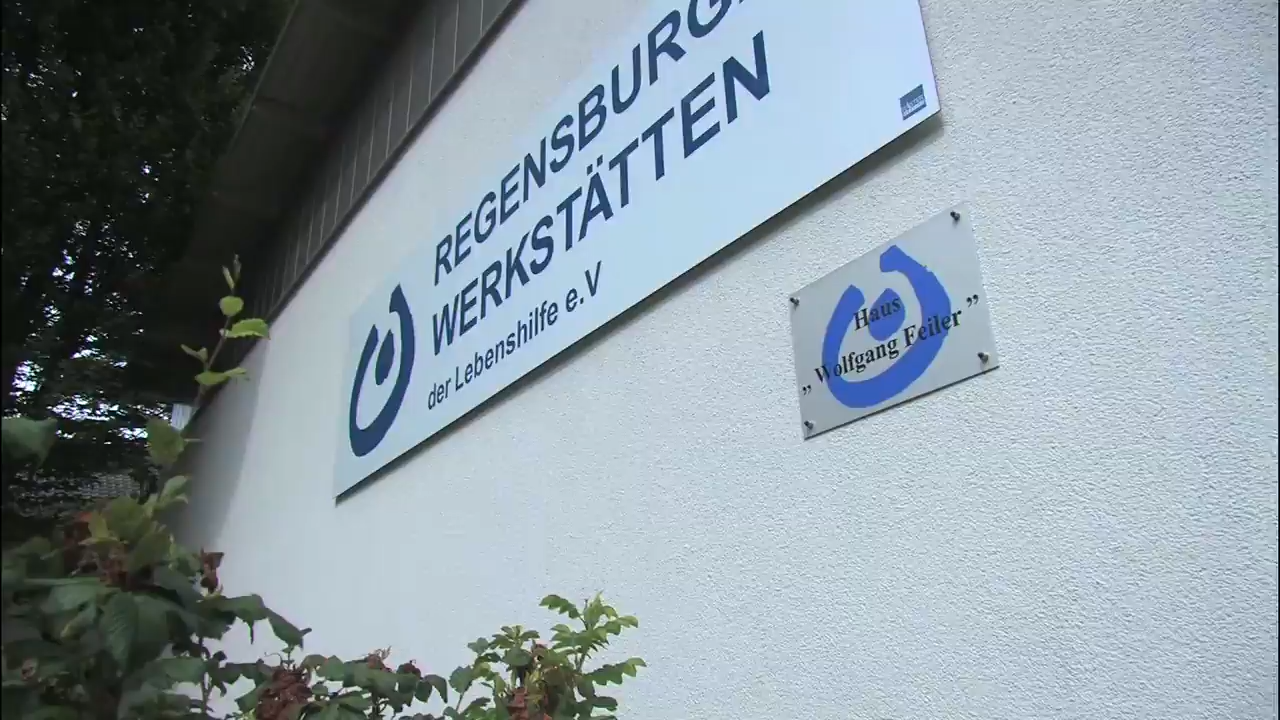 REGENSBURG
WERKSTÄTTEN
der Lebenshilfe e.V
Haus
„Wolfgang Feiler”